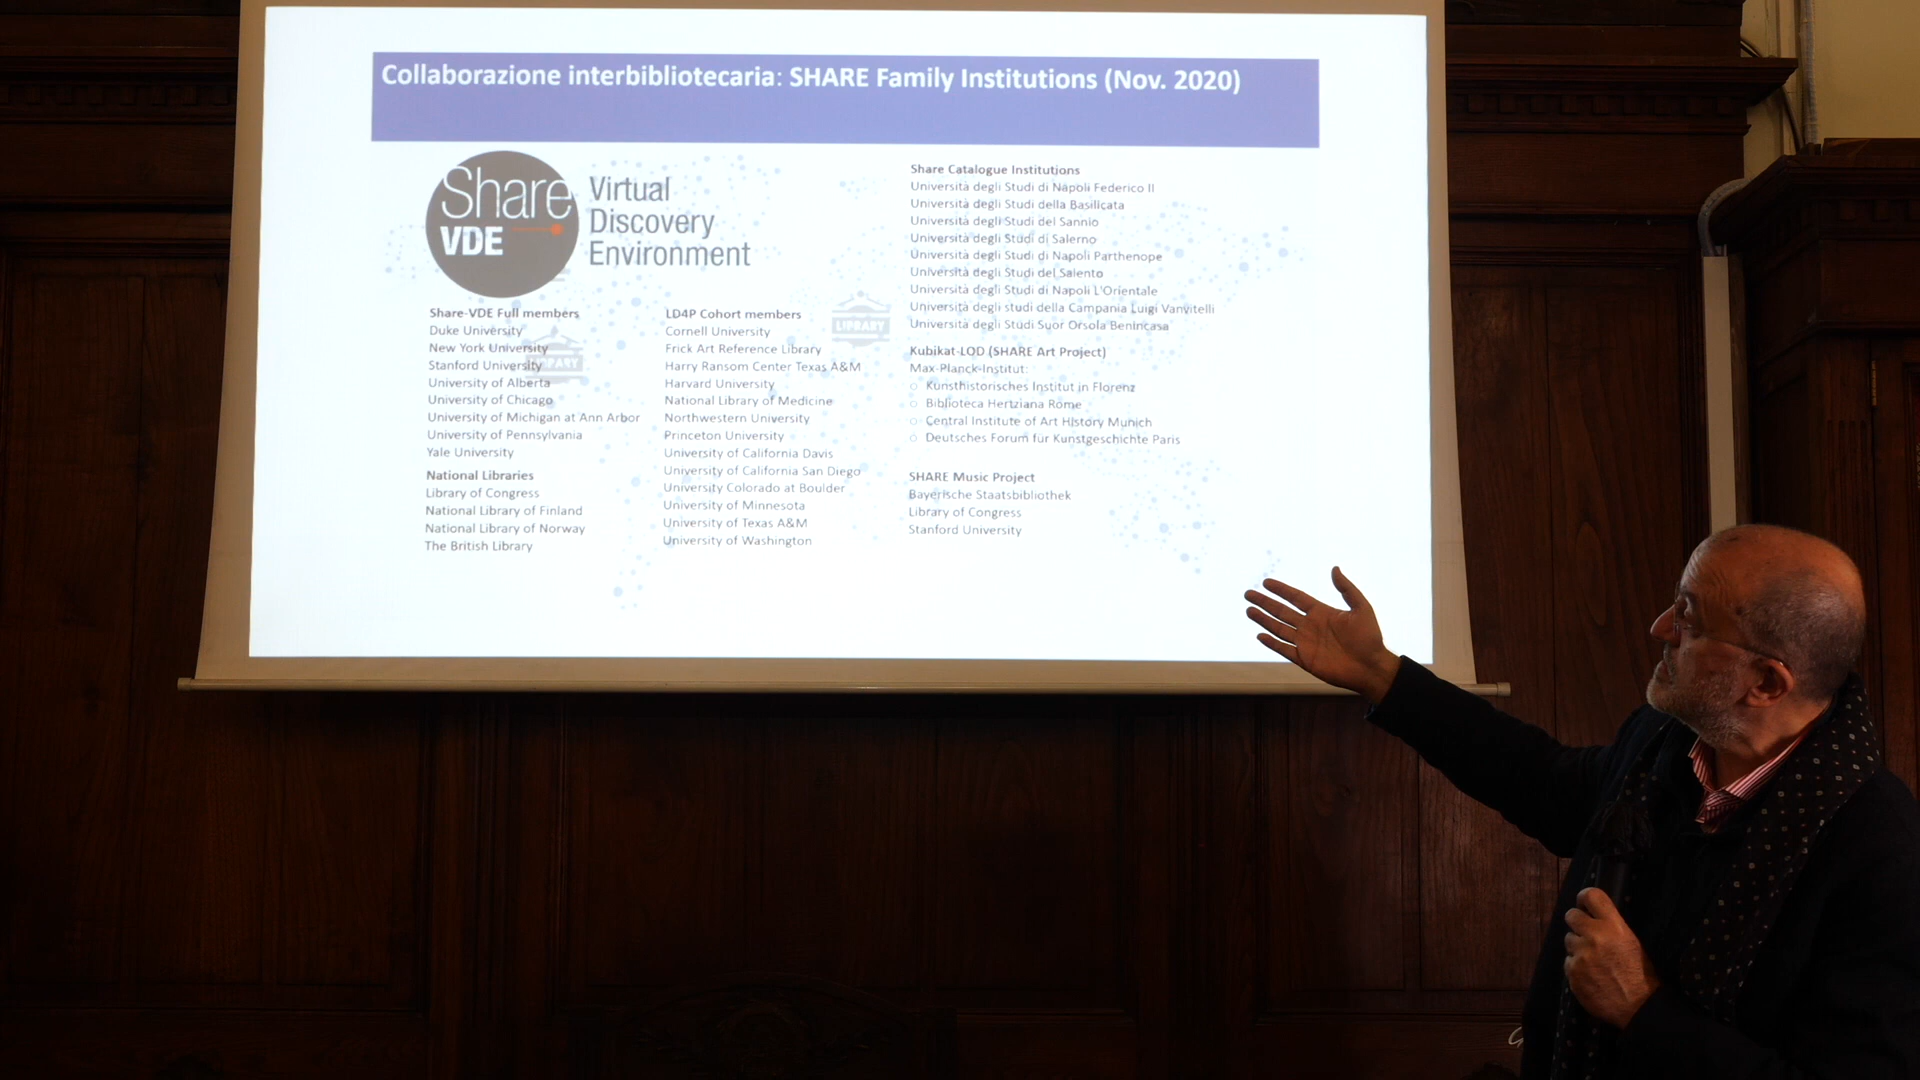 Collaborazione interbibliotecaria: SHARE Family Institutions (Nov. 2020)
Share
VDE
Virtual
Discovery
Environment
Share-VDE Full members
Duke University
New York University
Stanford University
University of Alberta
University of Chicago
University of Michigan at Ann Arbor
University of Pennsylvania
Yale University
National Libraries
Library of Congress
National Library of Finland
National Library of Norway
The British Library
LIBRARY
LD4P Cohort members
Cornell University
Frick Art Reference Library
Harry Ransom Center Texas A&M
Harvard University
National Library of Medicine
Northwestern University
Princeton University
University of California Davis
University of California San Diego
University Colorado at Boulder
University of Minnesota
University of Texas A&M
University of Washington
LIBRARY
Share Catalogue Institutions
Università degli Studi di Napoli Federico II
Università degli Studi della Basilicata
Università degli Studi del Sannio
Università degli Studi di Salerno
Università degli Studi di Napoli Parthenope
Università degli Studi del Salento
Università degli Studi di Napoli L'Orientale
Università degli studi della Campania Luigi Vanvitelli
Università degli Studi Suor Orsola Benincasa
Kubikat-LOD (SHARE Art Project)
Max-Planck-Institut:
○ Kunsthistorisches Institut in Florenz
○ Biblioteca Hertziana Rome
○ Central Institute of Art History Munich
○ Deutsches Forum für Kunstgeschichte Paris
SHARE Music Project
Bayerische Staatsbibliothek
Library of Congress
Stanford University